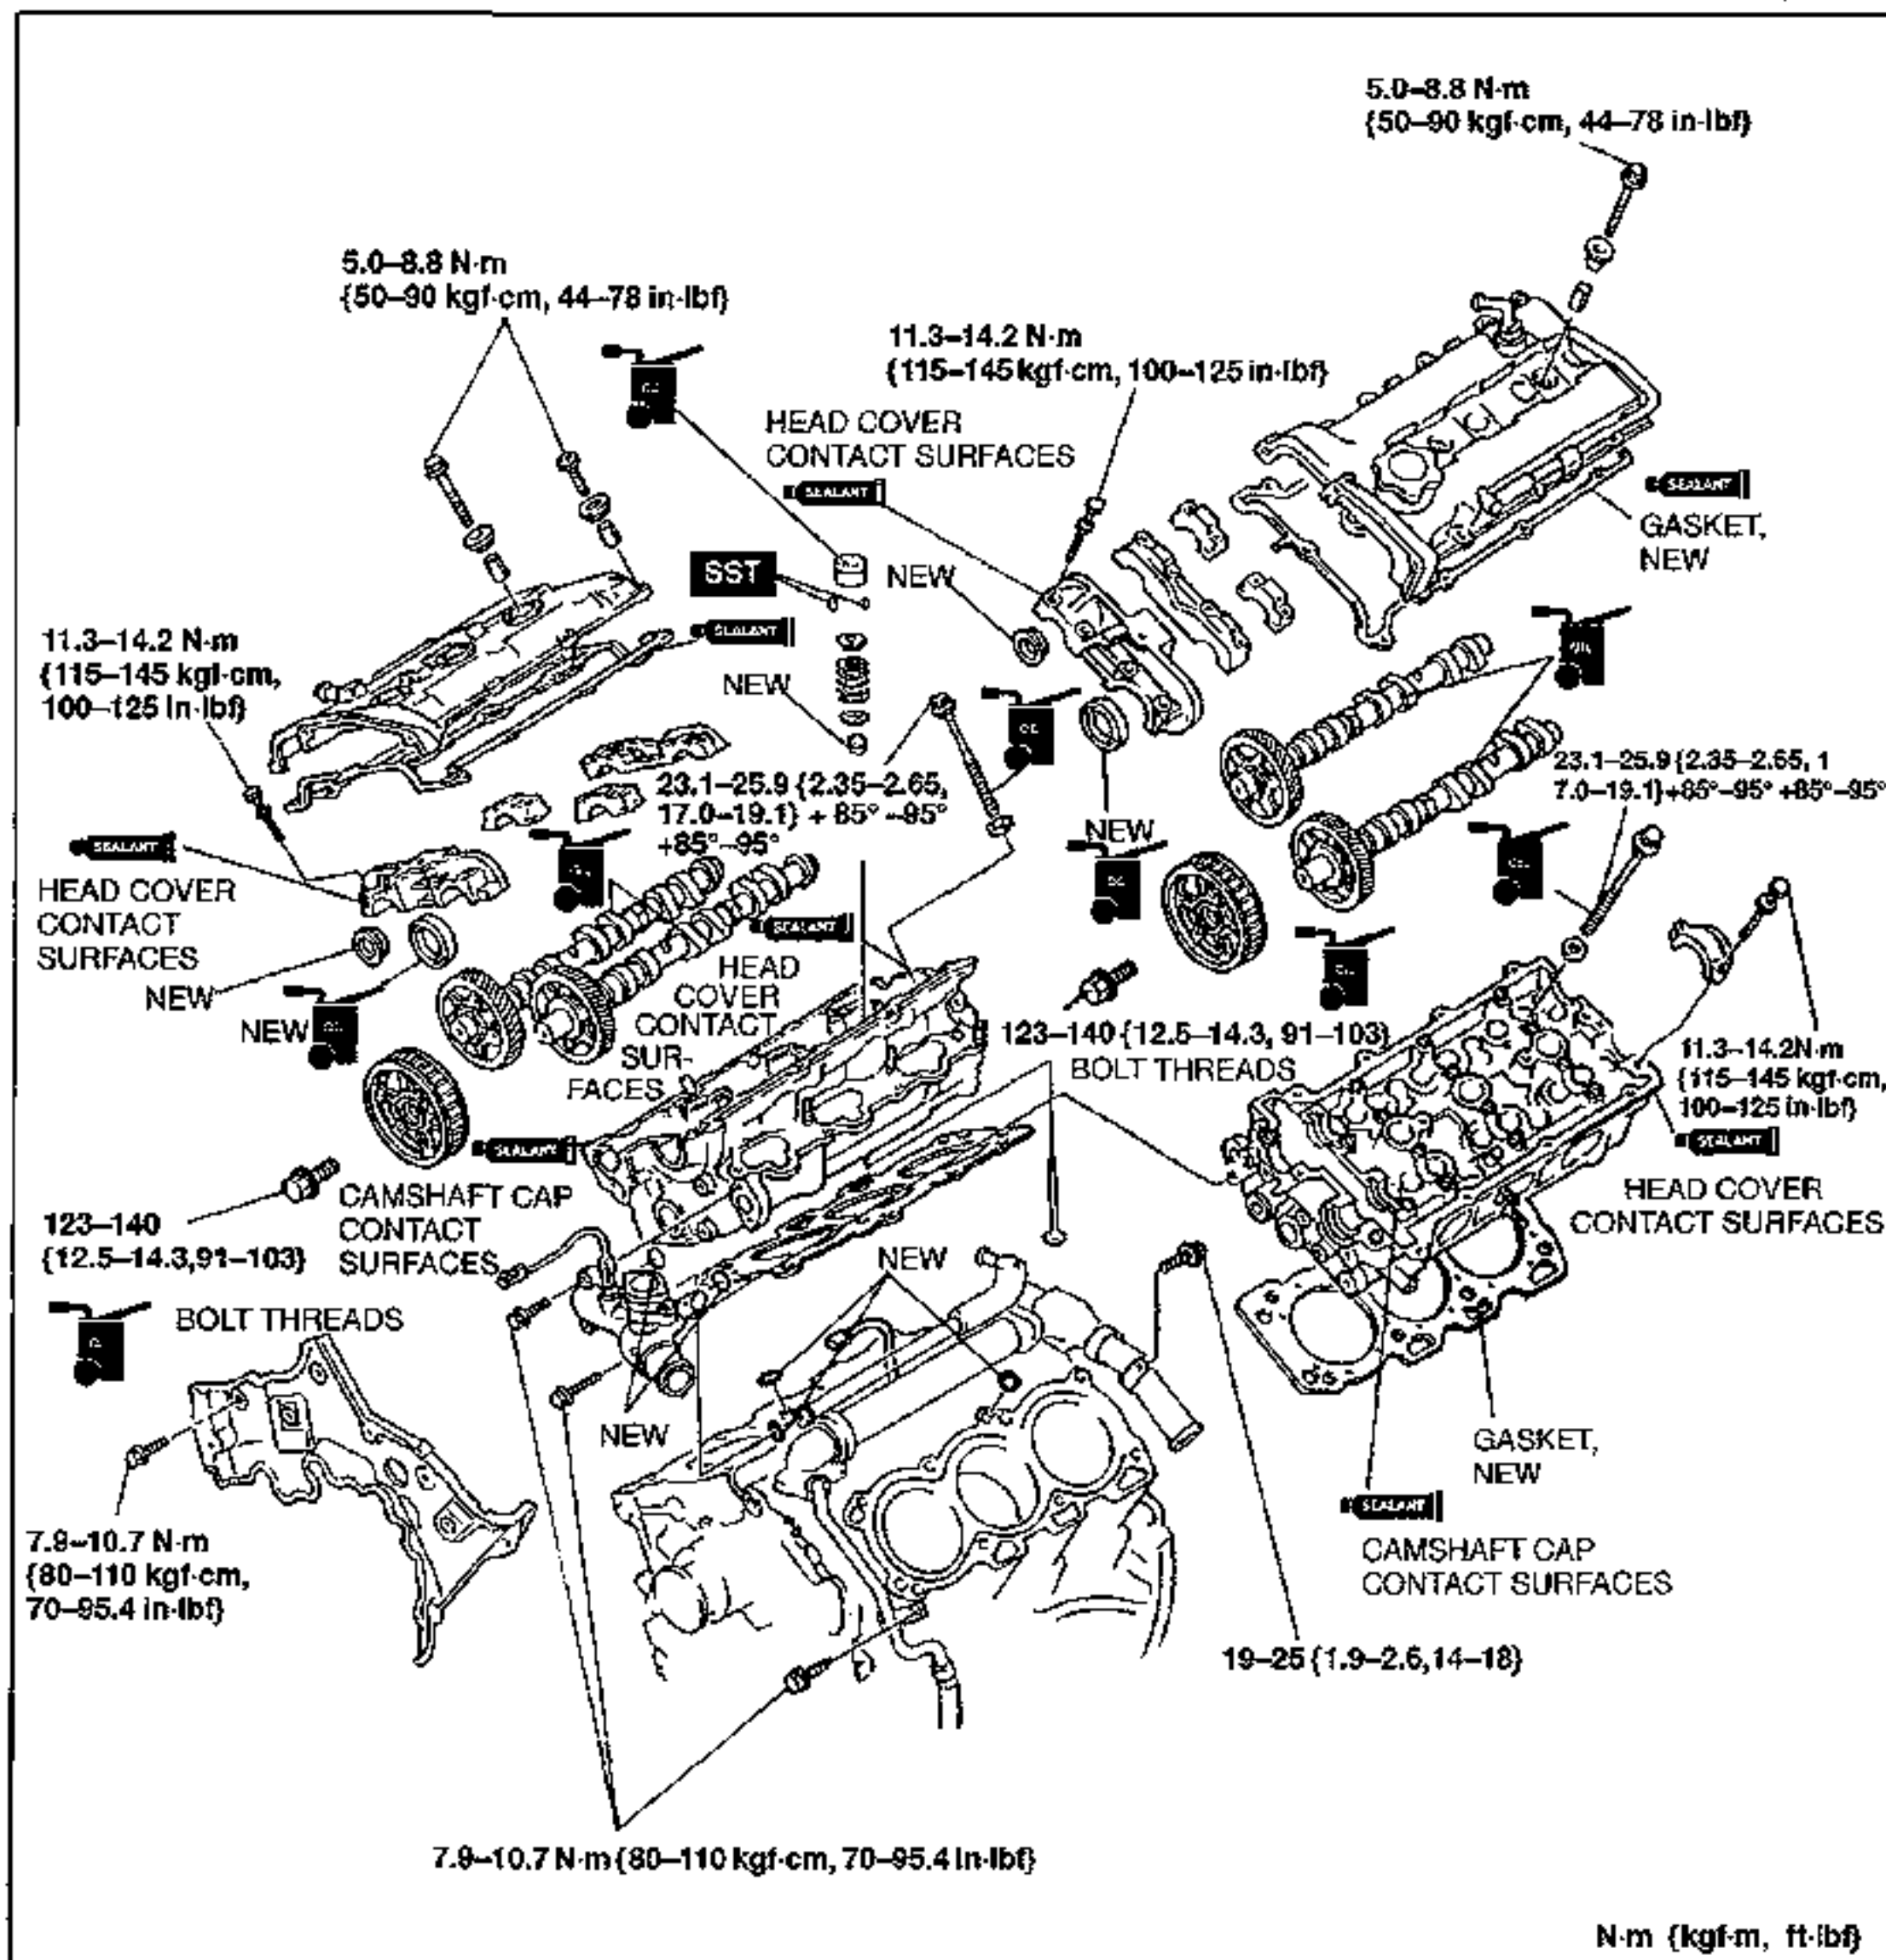 5.0–8.8 N·m
{50–90 kgf·cm, 44–78 in·lbf}
5.0–8.8 N·m
{50–90 kgf·cm, 44–78 in·lbf}
11.3–14.2 N·m
{115–145 kgf·cm, 100–125 in·lbf}
HEAD COVER
CONTACT SURFACES
SEALANT
SEALANT
GASKET,
NEW
SST
NEW
11.3–14.2 N·m
{115–145 kgf·cm,
100–125 in·lbf}
SEALANT
NEW
23.1–25.9 {2.35–2.65,
17.0–19.1} + 85°–95°
+85°–95°
23.1–25.9 {2.35–2.65, 1
7.0–19.1}+85°–95° +85°–95°
NEW
SEALANT
HEAD COVER
CONTACT
SURFACES
NEW
NEW
SEALANT
HEAD
COVER
CONTACT
SUR-
FACES
123–140 {12.5–14.3, 91–103}
BOLT THREADS
11.3–14.2N·m
{115–145 kgf·cm,
100–125 in·lbf}
SEALANT
HEAD COVER
CONTACT SURFACES
SEALANT
CAMSHAFT CAP
CONTACT
SURFACES
123–140
{12.5–14.3,91–103}
BOLT THREADS
NEW
NEW
GASKET,
NEW
SEALANT
CAMSHAFT CAP
CONTACT SURFACES
7.9–10.7 N·m
{80–110 kgf·cm,
70–95.4 in·lbf}
19–25 {1.9–2.6,14–18}
7.9–10.7 N·m {80–110 kgf·cm, 70–95.4 in·lbf}
N·m {kgf·m, ft·lbf}